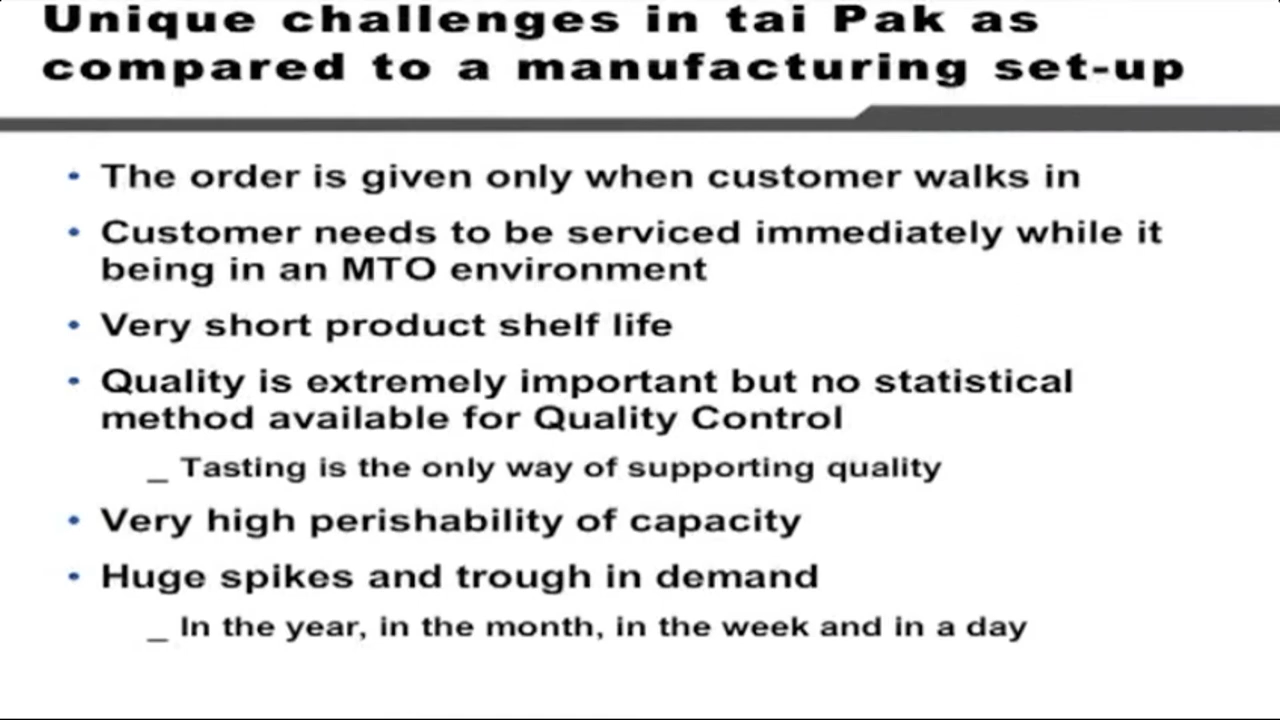 Unique challenges in tai Pak as
compared to a manufacturing set-up
• The order is given only when customer walks in
• Customer needs to be serviced immediately while it
being in an MTO environment
• Very short product shelf life
• Quality is extremely important but no statistical
method available for Quality Control
_ Tasting is the only way of supporting quality
• Very high perishability of capacity
• Huge spikes and trough in demand
_ In the year, in the month, in the week and in a day